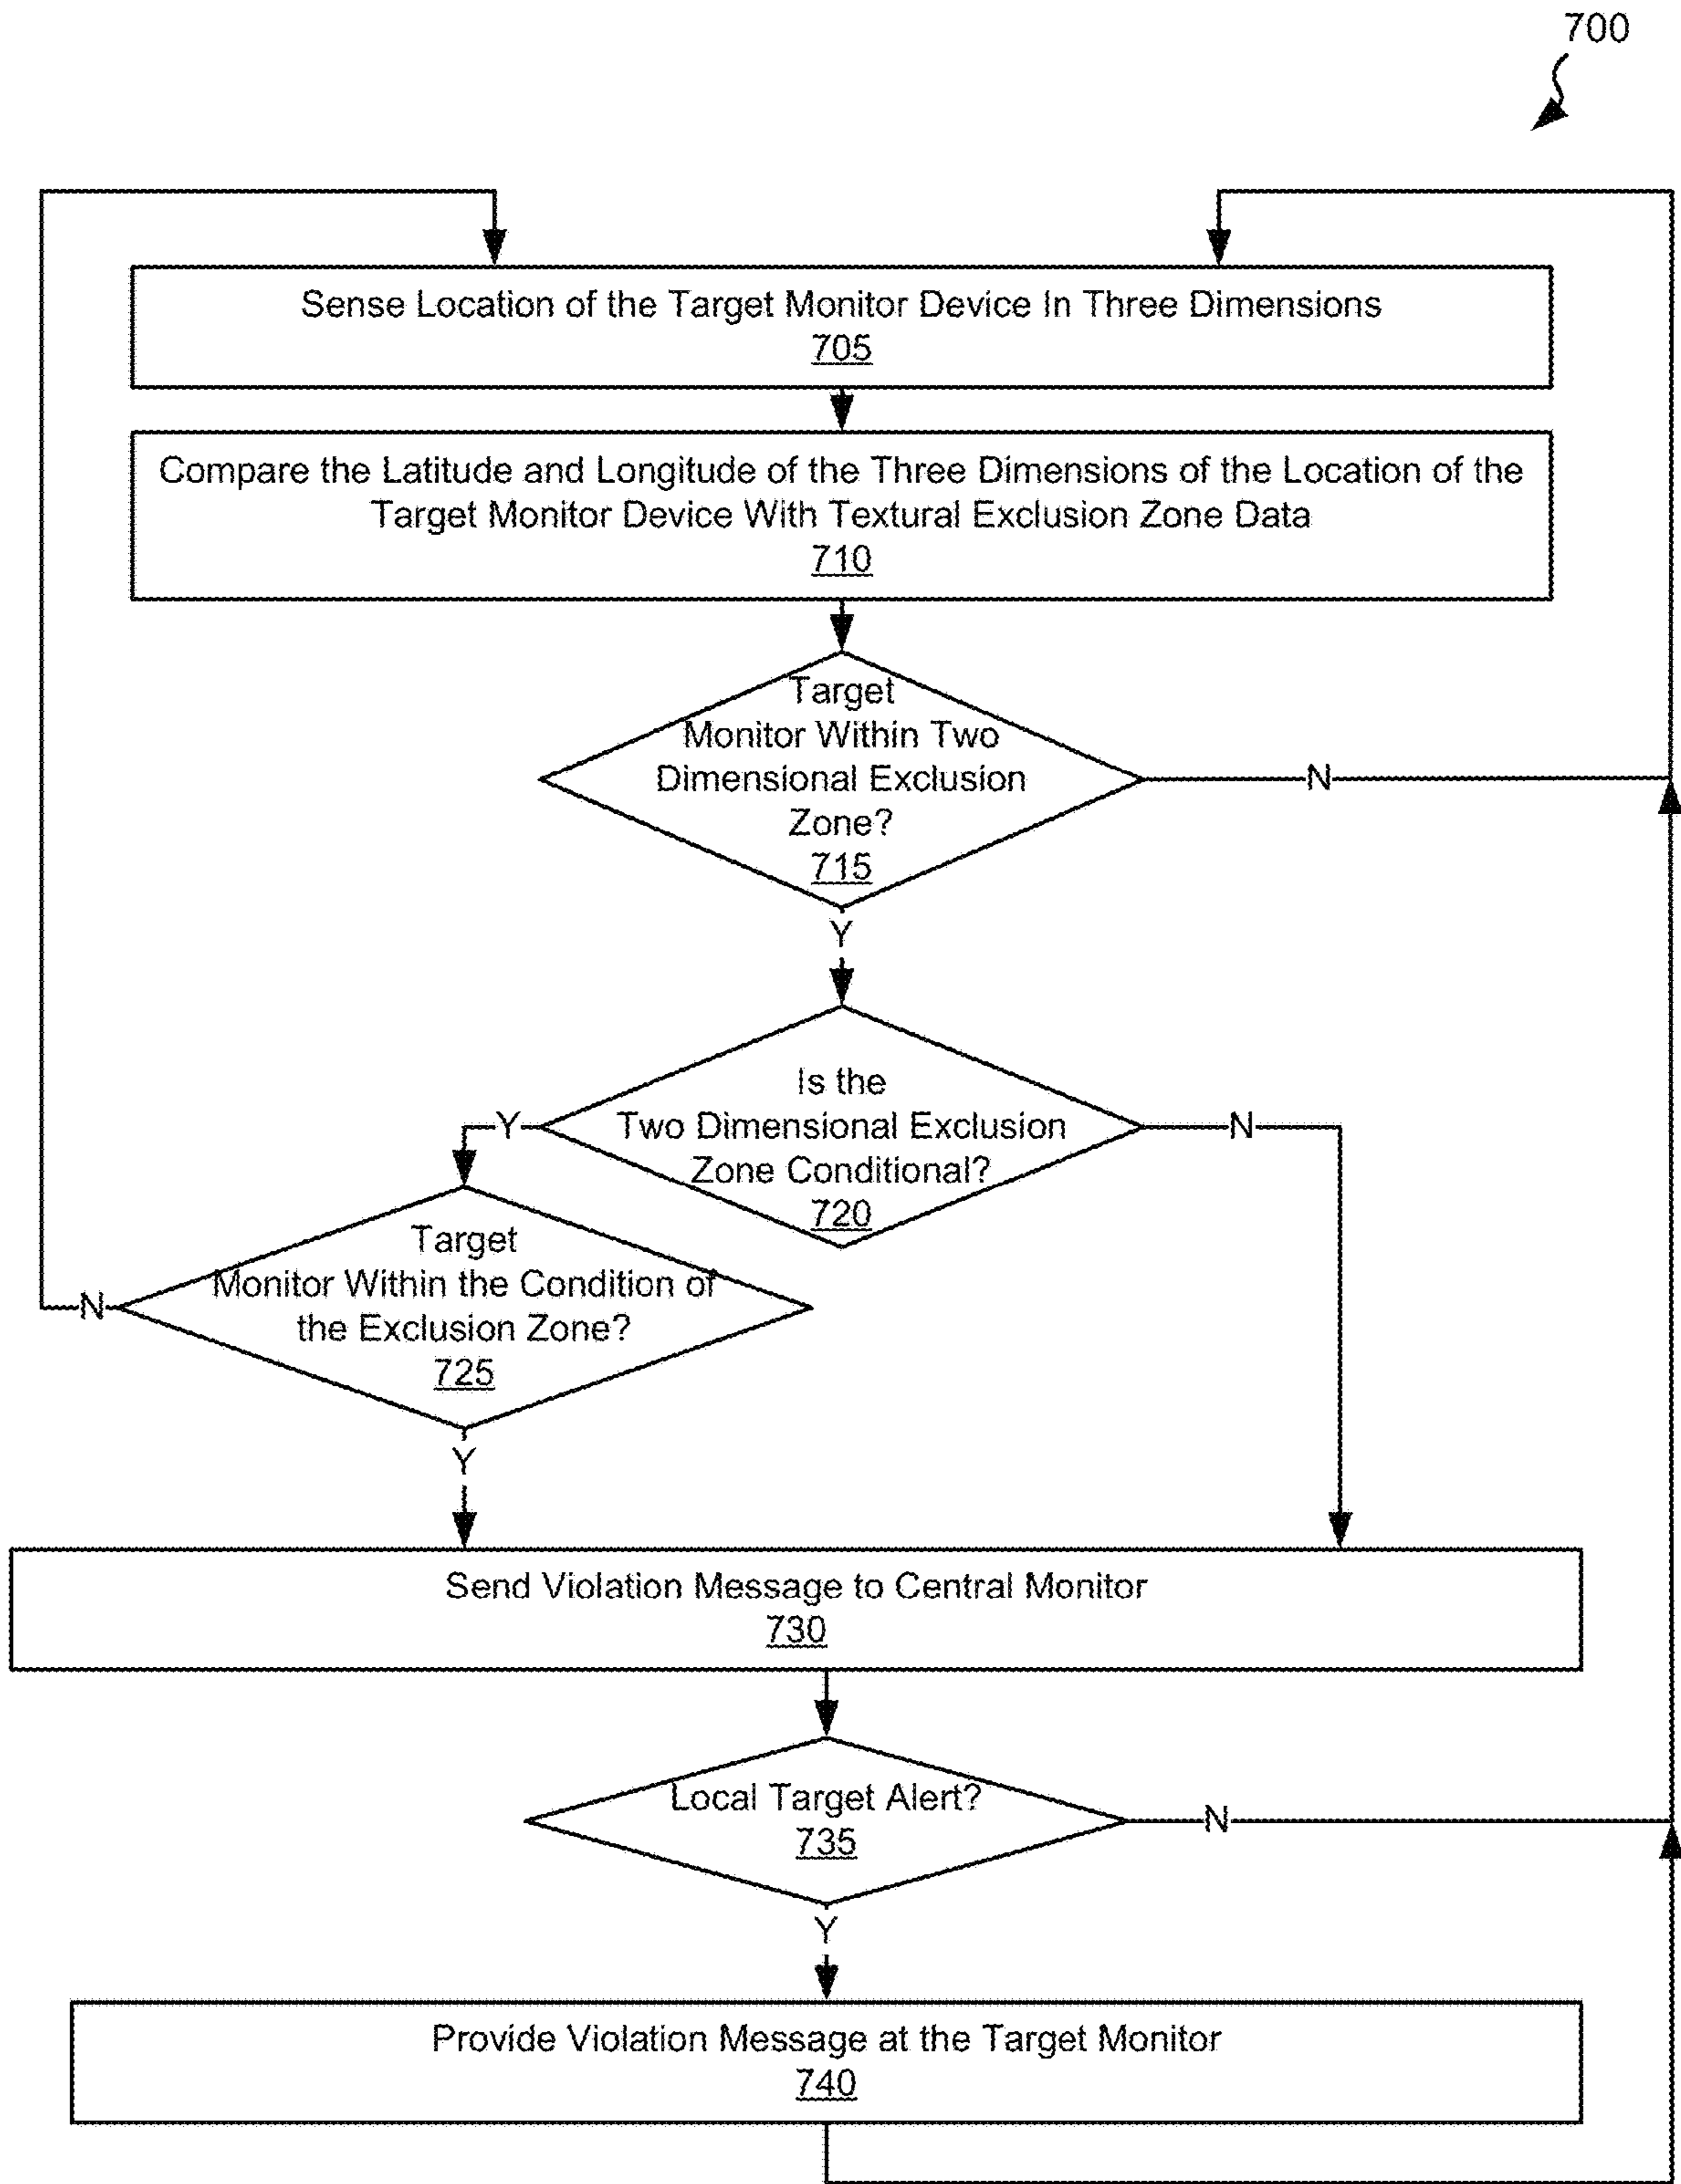 700
Sense Location of the Target Monitor Device In Three Dimensions
705
Compare the Latitude and Longitude of the Three Dimensions of the Location of the
Target Monitor Device With Textural Exclusion Zone Data
710
Target
Monitor Within Two
Dimensional Exclusion
Zone?
715
N
Y
Is the
Two Dimensional Exclusion
Zone Conditional?
720
Y
N
Target
Monitor Within the Condition of
the Exclusion Zone?
725
N
Y
Send Violation Message to Central Monitor
730
Local Target Alert?
735
N
Y
Provide Violation Message at the Target Monitor
740